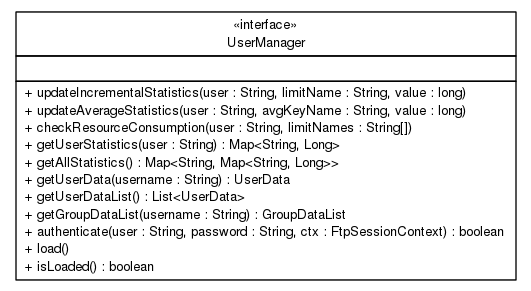 «interface»
UserManager
+ updateIncrementalStatistics(user : String, limitName : String, value : long)
+ updateAverageStatistics(user : String, avgKeyName : String, value : long)
+ checkResourceConsumption(user : String, limitNames : String[])
+ getUserStatistics(user : String) : Map<String, Long>
+ getAllStatistics() : Map<String, Map<String, Long>>
+ getUserData(username : String) : UserData
+ getUserDataList() : List<UserData>
+ getGroupDataList(username : String) : GroupDataList
+ authenticate(user : String, password : String, ctx : FtpSessionContext) : boolean
+ load()
+ isLoaded() : boolean